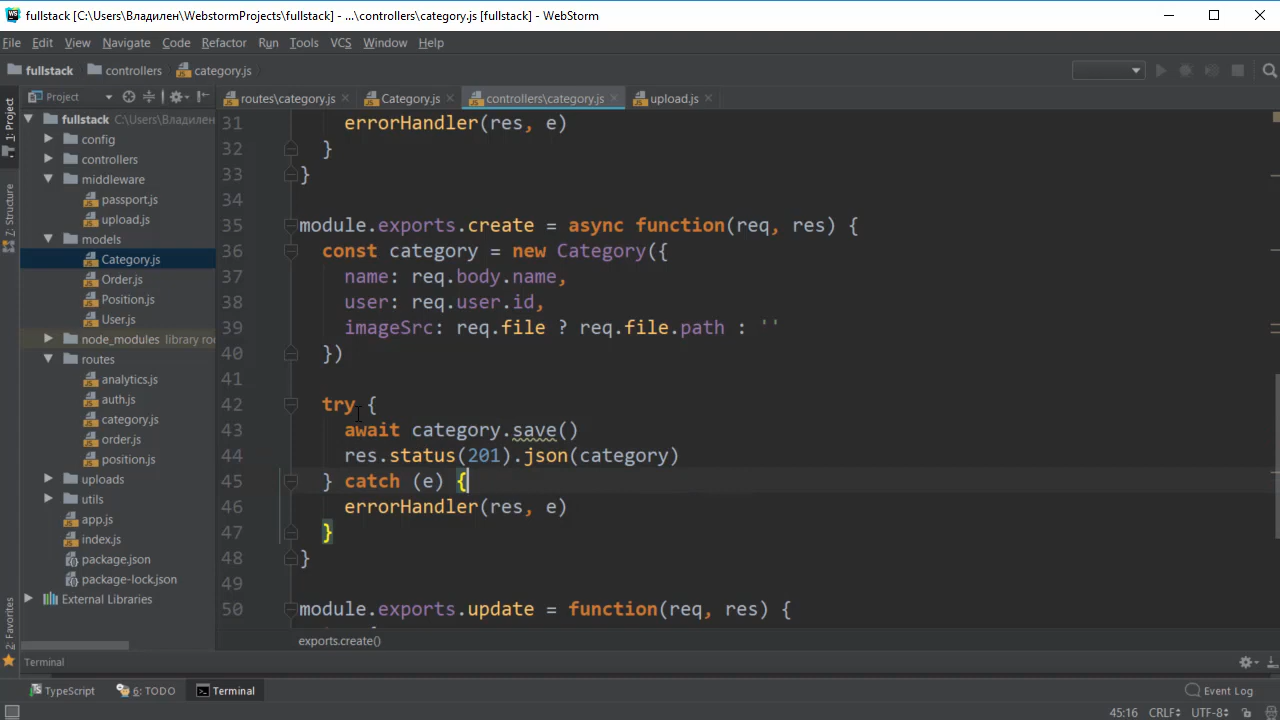 fullstack [C:\Users\Владилен\WebstormProjects\fullstack] - ...\controllers\category.js [fullstack] - WebStorm
File Edit View Navigate Code Refactor Run Tools VCS Window Help
fullstack controllers category.js
Project routes\category.js Category.js controllers\category.js upload.js
1: Project
Z: Structure
2: Favorites
fullstack C:\Users\Владилен
config
controllers
middleware
passport.js
upload.js
models
Category.js
Order.js
Position.js
User.js
node_modules library
routes
analytics.js
auth.js
category.js
order.js
position.js
uploads
utils
app.js
index.js
package.json
package-lock.json
External Libraries
31 errorHandler(res, e)
32 }
33 }
34
35 module.exports.create = async function(req, res) {
36 const category = new Category({
37 name: req.body.name,
38 user: req.user.id,
39 imageSrc: req.file ? req.file.path : ''
40 })
41
42 try {
43 await category.save()
44 res.status(201).json(category)
45 } catch (e) {
46 errorHandler(res, e)
47 }
48 }
49
50 module.exports.update = function(req, res) {
exports.create()
Terminal
TypeScript 6: TODO Terminal Event Log
45:16 CRLF UTF-8